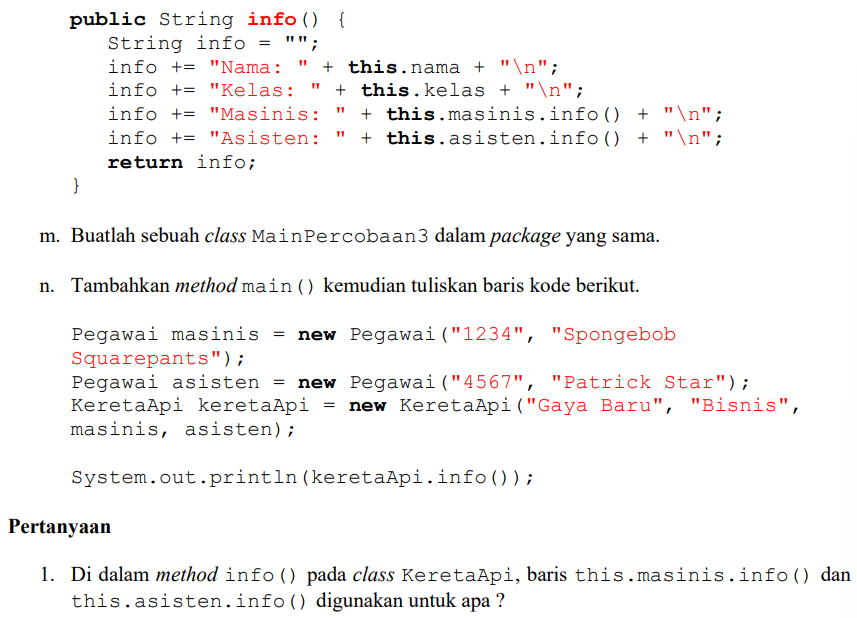 public String info() {
String info = "";
info += "Nama: " + this.nama + "\n";
info += "Kelas: " + this.kelas + "\n";
info += "Masinis: " + this.masinis.info() + "\n";
info += "Asisten: " + this.asisten.info() + "\n";
return info;
}
m. Buatlah sebuah class MainPercobaan3 dalam package yang sama.
n. Tambahkan method main() kemudian tuliskan baris kode berikut.
Pegawai masinis = new Pegawai("1234", "Spongebob
Squarepants");
Pegawai asisten = new Pegawai("4567", "Patrick Star");
KeretaApi keretaApi = new KeretaApi("Gaya Baru", "Bisnis",
masinis, asisten);
System.out.println(keretaApi.info());
Pertanyaan
1. Di dalam method info() pada class KeretaApi, baris this.masinis.info() dan
this.asisten.info() digunakan untuk apa ?